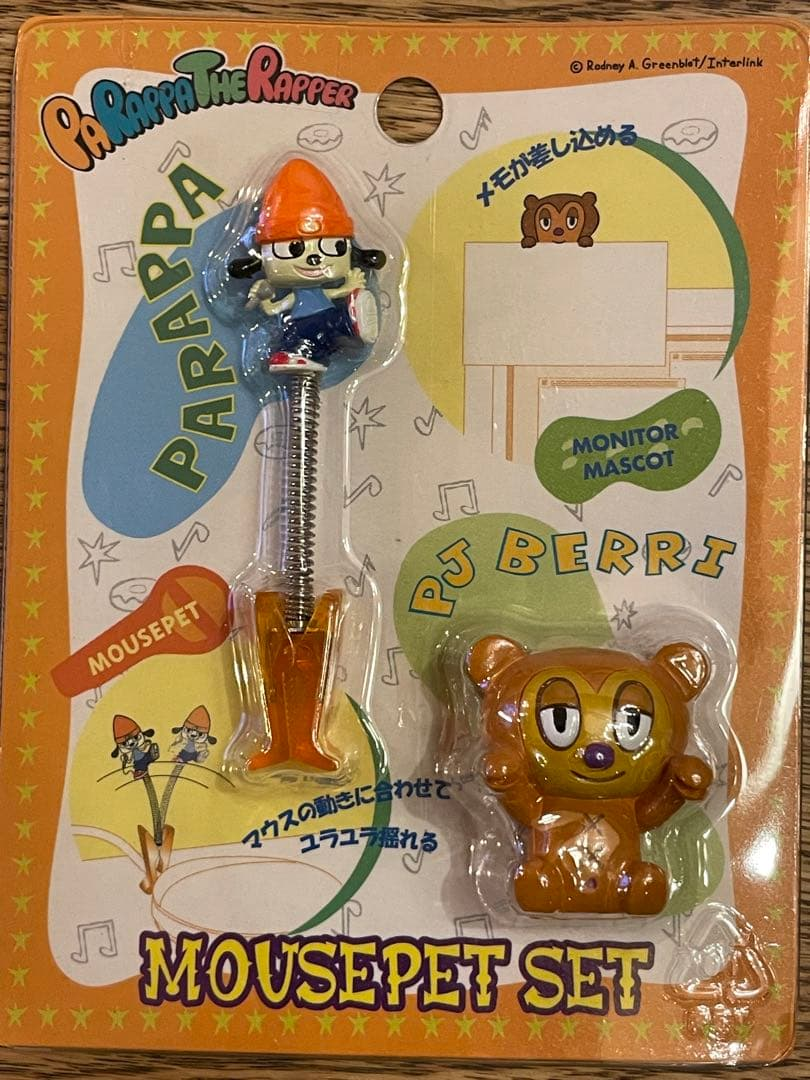 PARAPPA THE RAPPER
© Rodney A. Greenblat/Interlink
PARAPPA
メモが差し込める
MONITOR
MASCOT
PJ BERRI
MOUSEPET
マウスの動きに合わせて
ユラユラ揺れる
MOUSEPET SET